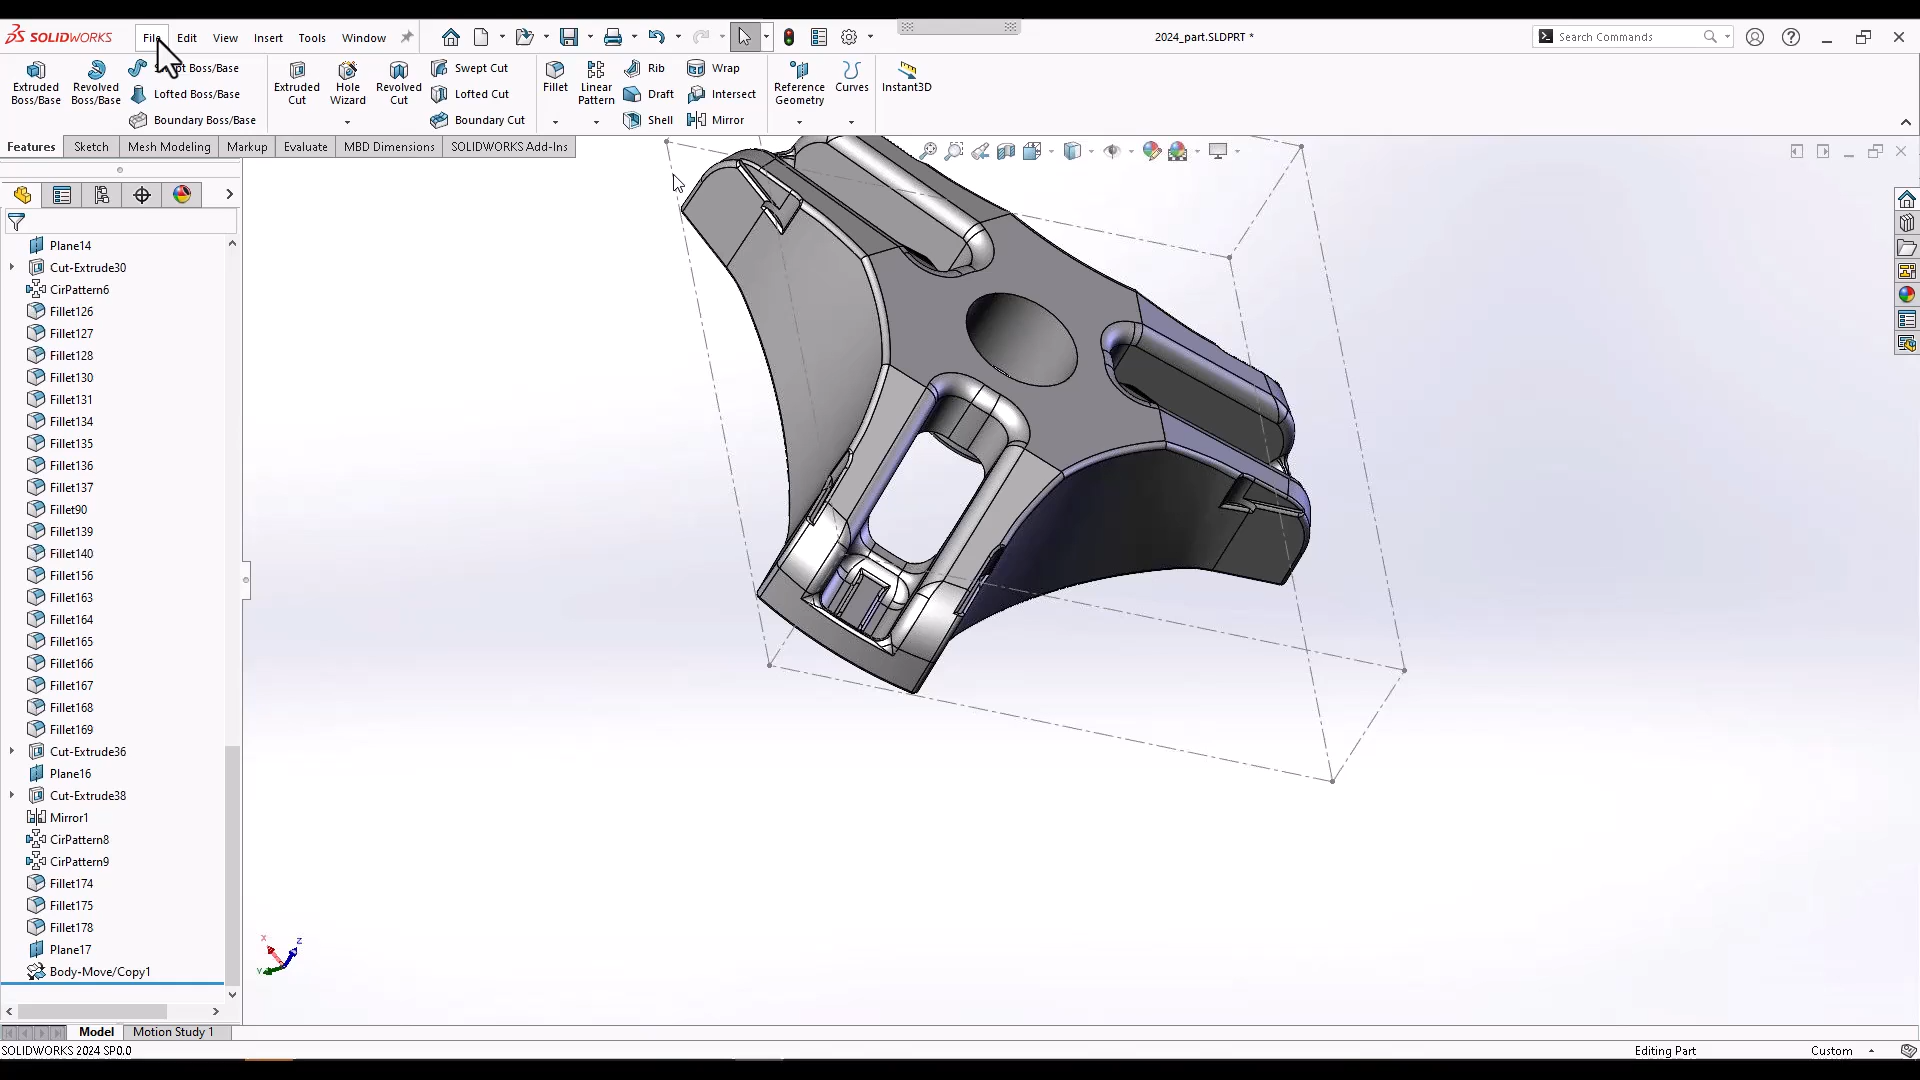 SOLIDWORKS File Edit View Insert Tools Window 2024_part.SLDPRT * Search Commands
Extruded Boss/Base
Revolved Boss/Base
Boss/Base
Lofted Boss/Base
Boundary Boss/Base
Extruded Cut
Hole Wizard
Revolved Cut
Swept Cut
Lofted Cut
Boundary Cut
Fillet
Linear Pattern
Rib
Draft
Shell
Wrap
Intersect
Mirror
Reference Geometry
Curves
Instant3D
Features Sketch Mesh Modeling Markup Evaluate MBD Dimensions SOLIDWORKS Add-Ins
Plane14
Cut-Extrude30
CirPattern6
Fillet126
Fillet127
Fillet128
Fillet130
Fillet131
Fillet134
Fillet135
Fillet136
Fillet137
Fillet90
Fillet139
Fillet140
Fillet156
Fillet163
Fillet164
Fillet165
Fillet166
Fillet167
Fillet168
Fillet169
Cut-Extrude36
Plane16
Cut-Extrude38
Mirror1
CirPattern8
CirPattern9
Fillet174
Fillet175
Fillet178
Plane17
Body-Move/Copy1
X Y Z
Model Motion Study 1
SOLIDWORKS 2024 SP0.0 Editing Part Custom